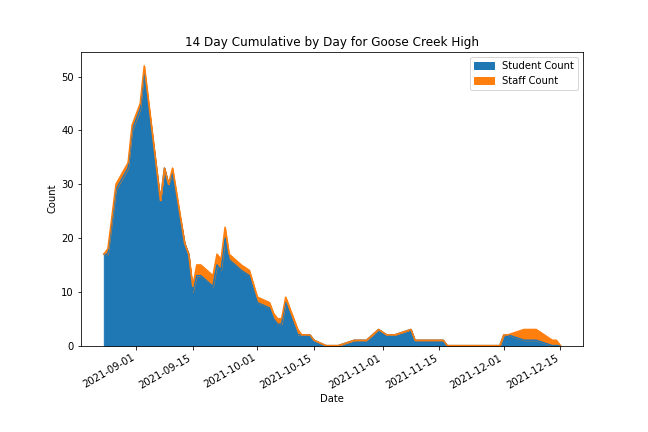 14 Day Cumulative by Day for Goose Creek High
Student Count
Staff Count
50
40
30
20
10
0
Count
2021-09-01
2021-09-15
2021-10-01
2021-10-15
2021-11-01
2021-11-15
2021-12-01
2021-12-15
Date